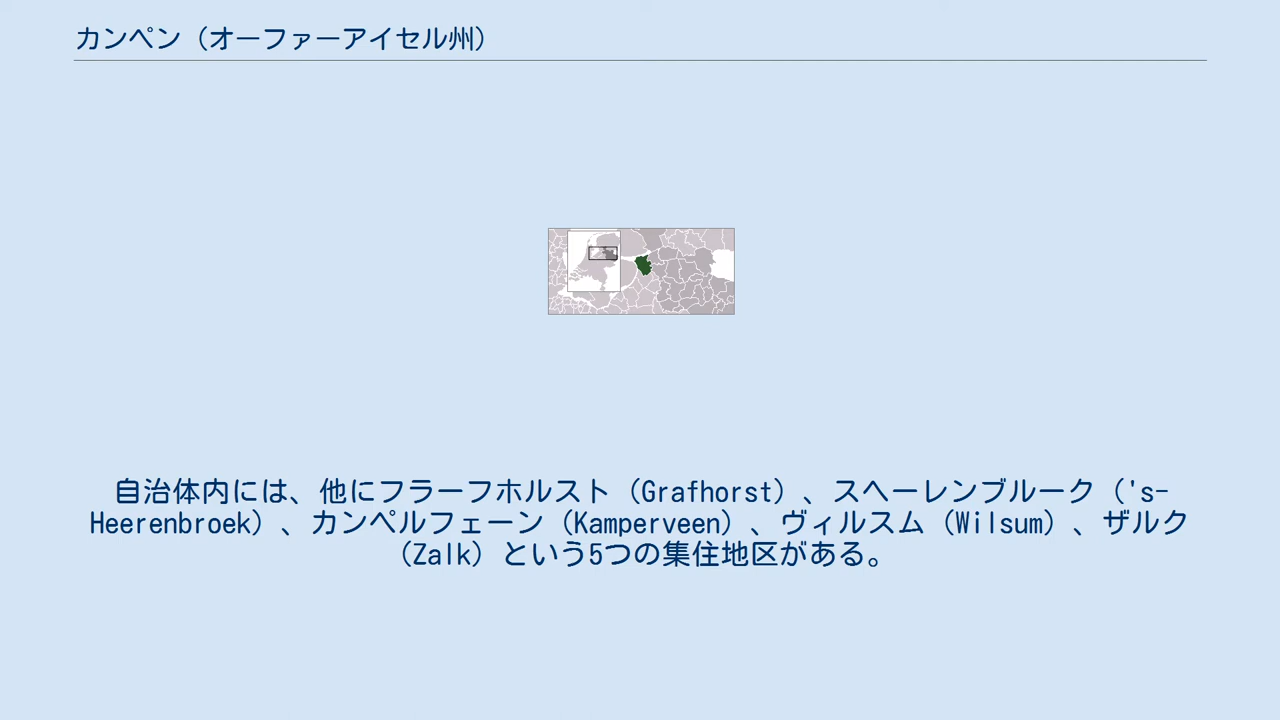 カンペン（オーファーアイセル州）
自治体内には、他にフラーフホルスト（Grafhorst）、スヘーレンブルーク（'s-
Heerenbroek）、カンペルフェーン（Kamperveen）、ヴィルスム（Wilsum）、ザルク
（Zalk）という5つの集住地区がある。